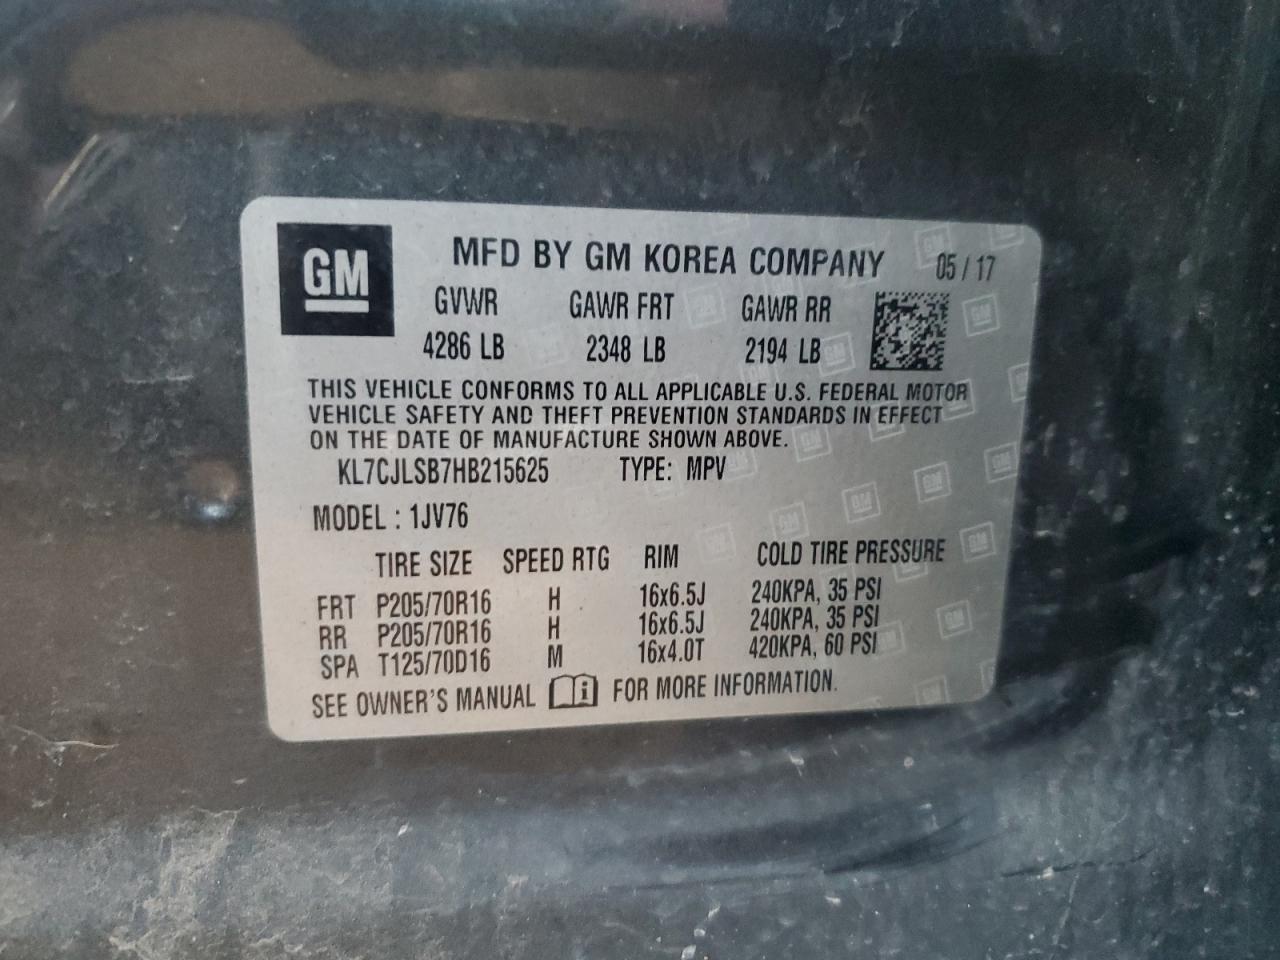 GM
MFD BY GM KOREA COMPANY 05 / 17
GVWR GAWR FRT GAWR RR
4286 LB 2348 LB 2194 LB
THIS VEHICLE CONFORMS TO ALL APPLICABLE U.S. FEDERAL MOTOR
VEHICLE SAFETY AND THEFT PREVENTION STANDARDS IN EFFECT
ON THE DATE OF MANUFACTURE SHOWN ABOVE.
KL7CJLSB7HB215625 TYPE: MPV
MODEL : 1JV76
TIRE SIZE SPEED RTG RIM COLD TIRE PRESSURE
FRT P205/70R16 H 16x6.5J 240KPA, 35 PSI
RR P205/70R16 H 16x6.5J 240KPA, 35 PSI
SPA T125/70D16 M 16x4.0T 420KPA, 60 PSI
SEE OWNER'S MANUAL i FOR MORE INFORMATION.